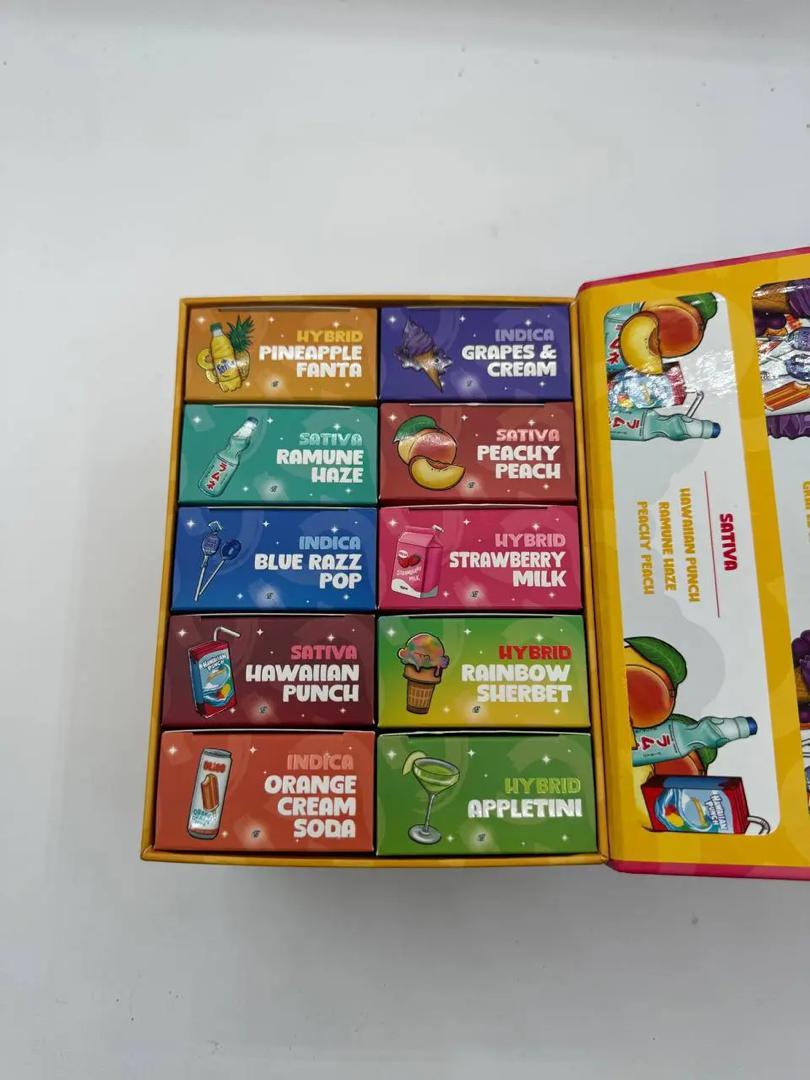 HYBRID
PINEAPPLE
FANTA
INDICA
GRAPES &
CREAM
SATIVA
RAMUNE
HAZE
SATIVA
PEACHY
PEACH
INDICA
BLUE RAZZ
POP
HYBRID
STRAWBERRY
MILK
SATIVA
HAWAIIAN
PUNCH
HYBRID
RAINBOW
SHERBET
INDICA
ORANGE
CREAM
SODA
HYBRID
APPLETINI
SATIVA
HAWAIIAN PUNCH
RAMUNE HAZE
PEACHY PEACH
HAWAIIAN
PUNCH